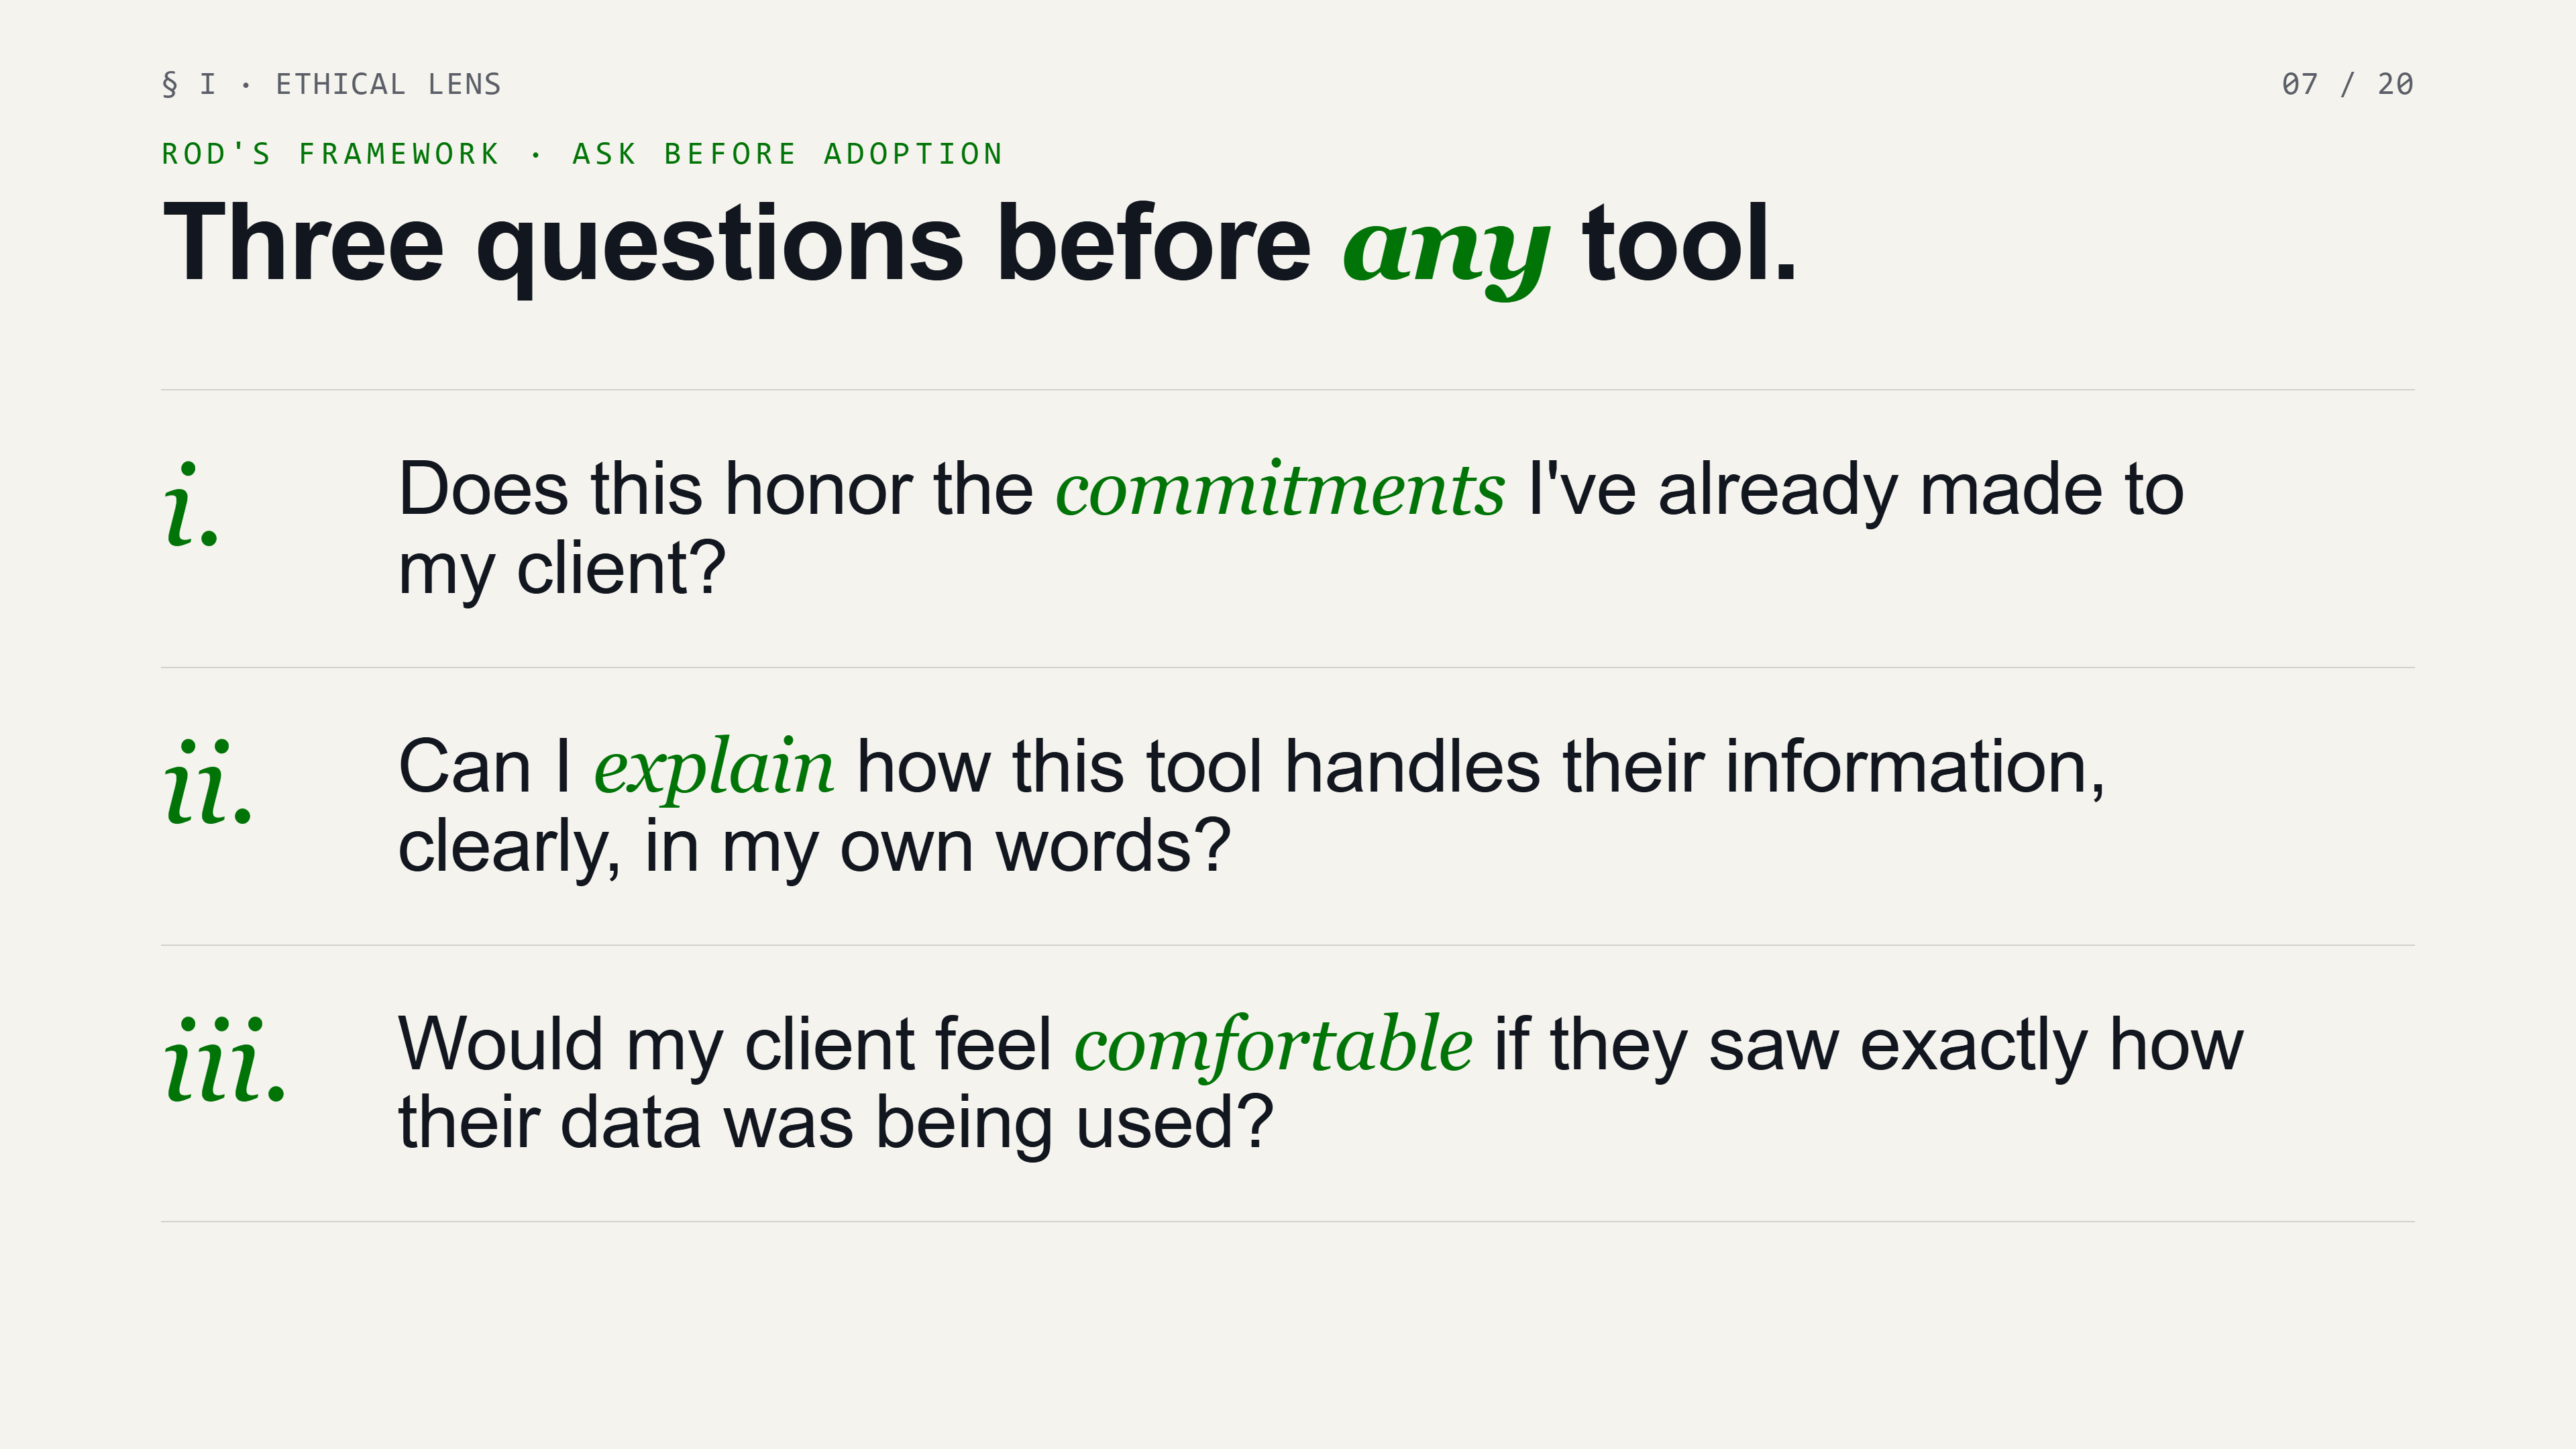 § I · ETHICAL LENS
07 / 20
ROD'S FRAMEWORK · ASK BEFORE ADOPTION
Three questions before any tool.
i.
Does this honor the commitments I've already made to
my client?
ii.
Can I explain how this tool handles their information,
clearly, in my own words?
iii.
Would my client feel comfortable if they saw exactly how
their data was being used?